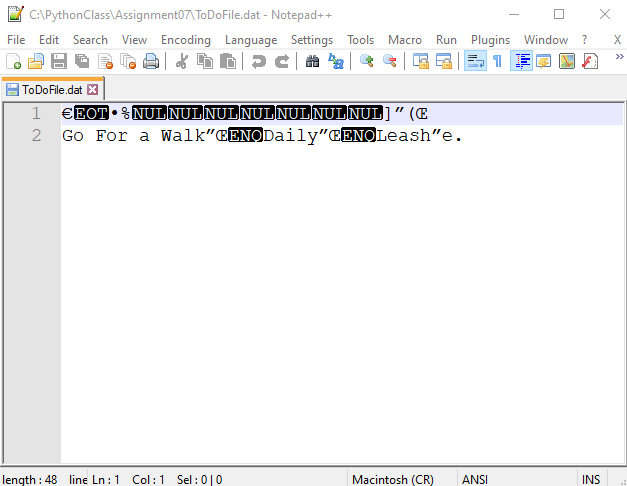 C:\PythonClass\Assignment07\ToDoFile.dat - Notepad++
File Edit Search View Encoding Language Settings Tools Macro Run Plugins Window ? X
ToDoFile.dat
1 €EOT•%NULNULNULNULNULNULNUL]”(Œ
2 Go For a Walk”ŒENQDaily”ŒENQLeash”e.
length : 48 line Ln : 1 Col : 1 Sel : 0 | 0 Macintosh (CR) ANSI INS